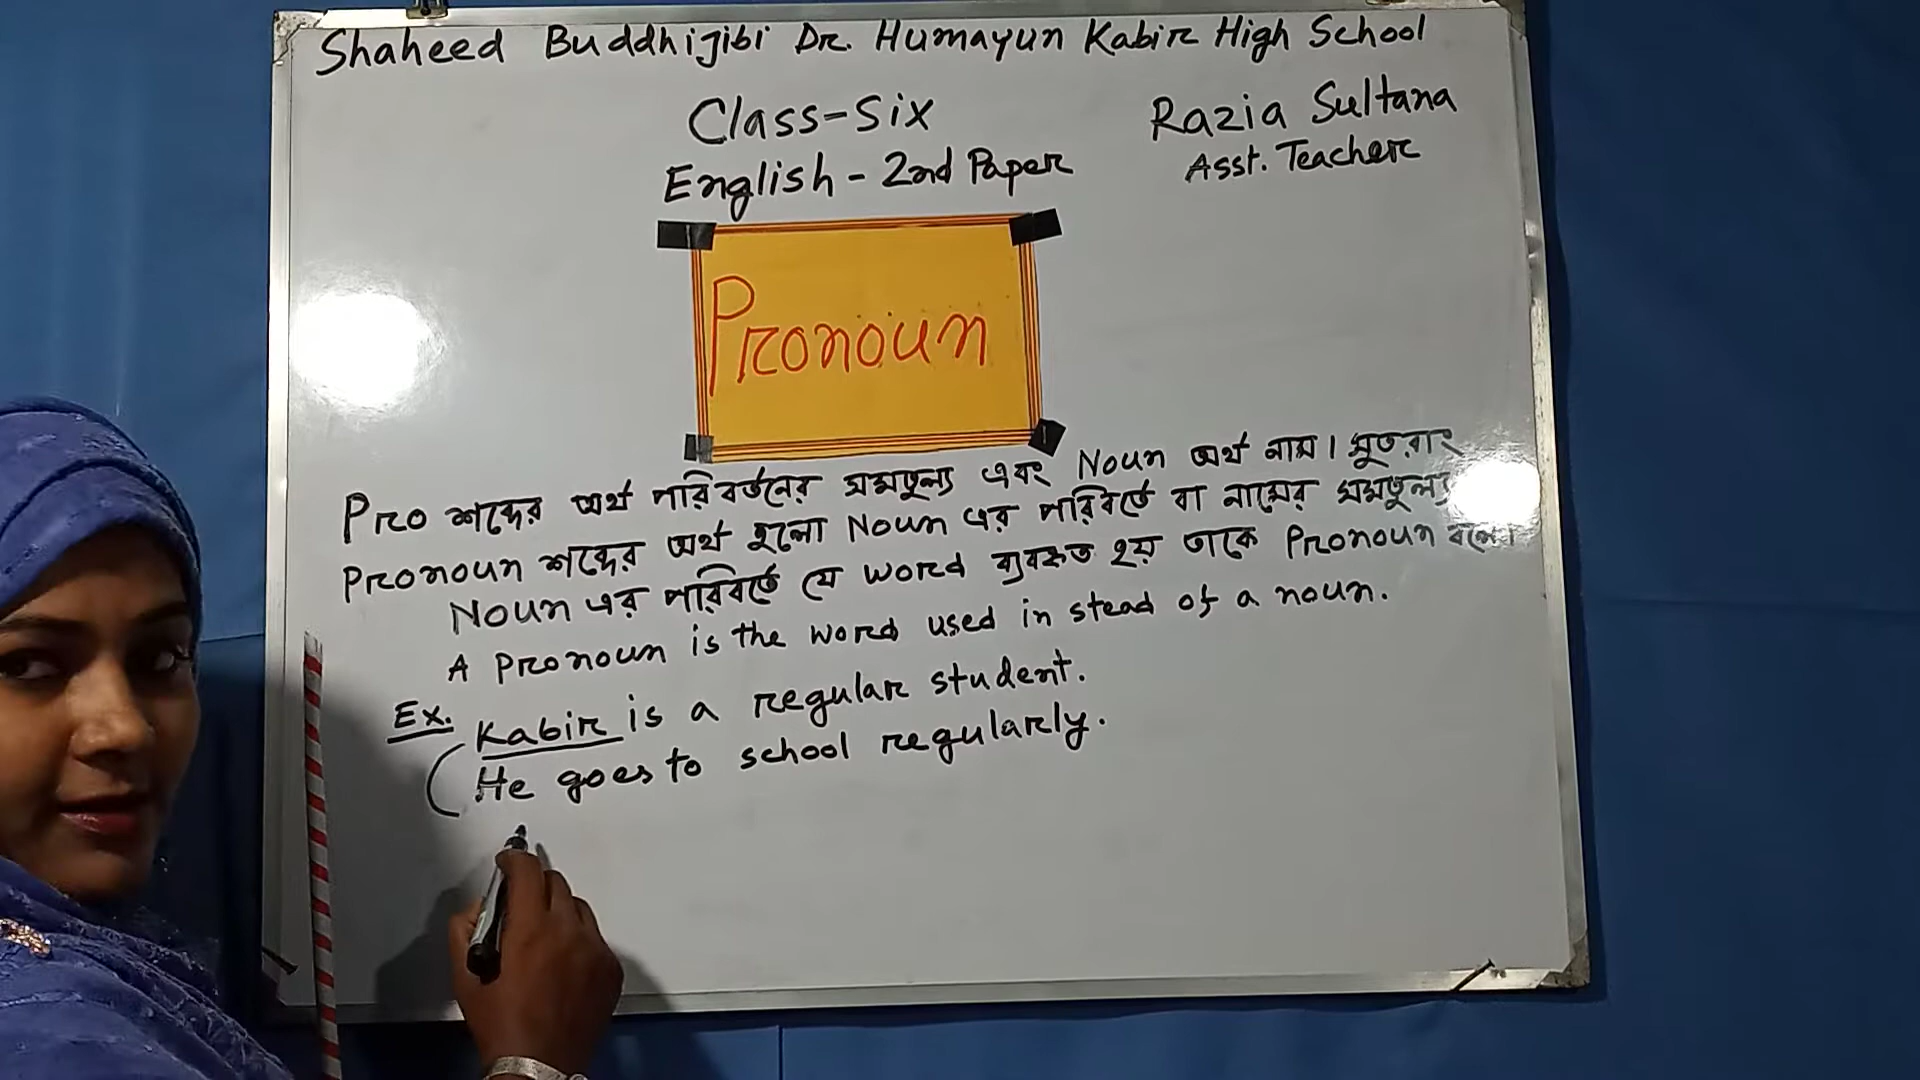 Shaheed Buddhijibi Dr. Humayun Kabir High School
Class-Six
Razia Sultana
English - 2nd Paper
Asst. Teacher
Pronoun
Pro শব্দের অর্থ পরিবর্তনের সমতুল্য এবং Noun অর্থ নাম। সুতরাং
Pronoun শব্দের অর্থ হলো Noun এর পরিবর্তে বা নামের সমতুল্য
Noun এর পরিবর্তে যে word ব্যবহৃত হয় তাকে Pronoun বলে।
A Pronoun is the word used in stead of a noun.
Ex. Kabir is a regular student.
He goes to school regularly.